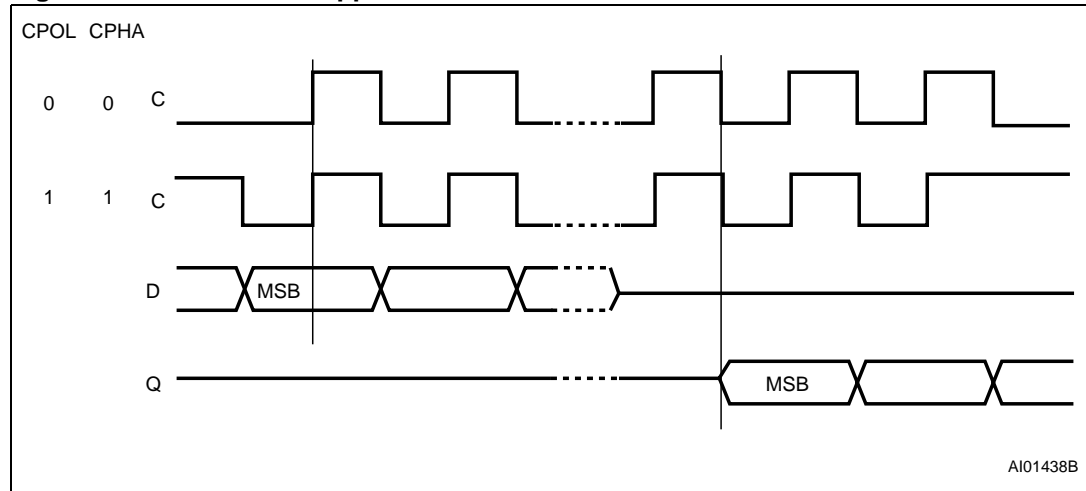 CPOL CPHA
0 0 C
1 1 C
D MSB
Q MSB
AI01438B